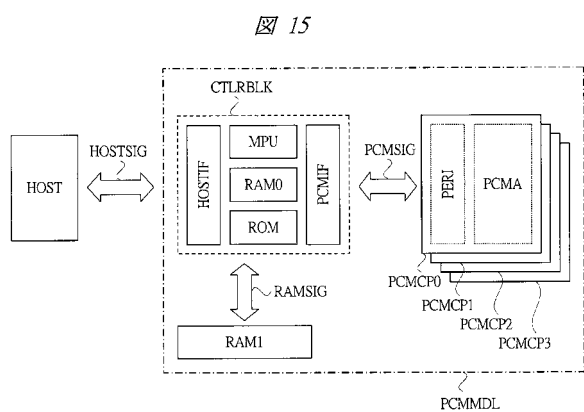 図 15
CTLRBLK
HOST
HOSTSIG
HOSTIF
MPU
RAM0
ROM
PCMIF
PCMSIG
PERI
PCMA
PCMCP0
PCMCP1
PCMCP2
PCMCP3
RAMSIG
RAM1
PCMMDL